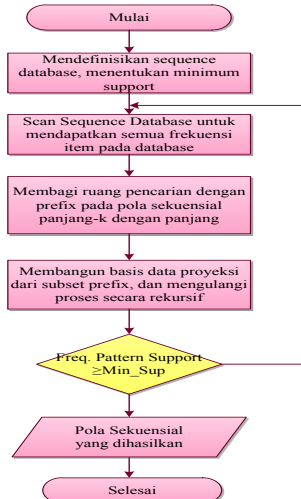 Mulai
Mendefinisikan sequence
database, menentukan minimum
support
Scan Sequence Database untuk
mendapatkan semua frekuensi
item pada database
Membagi ruang pencarian dengan
prefix pada pola sekuensial
panjang-k dengan panjang
Membangun basis data proyeksi
dari subset prefix, dan mengulangi
proses secara rekursif
Freq. Pattern Support
≥Min_Sup
Pola Sekuensial
yang dihasilkan
Selesai